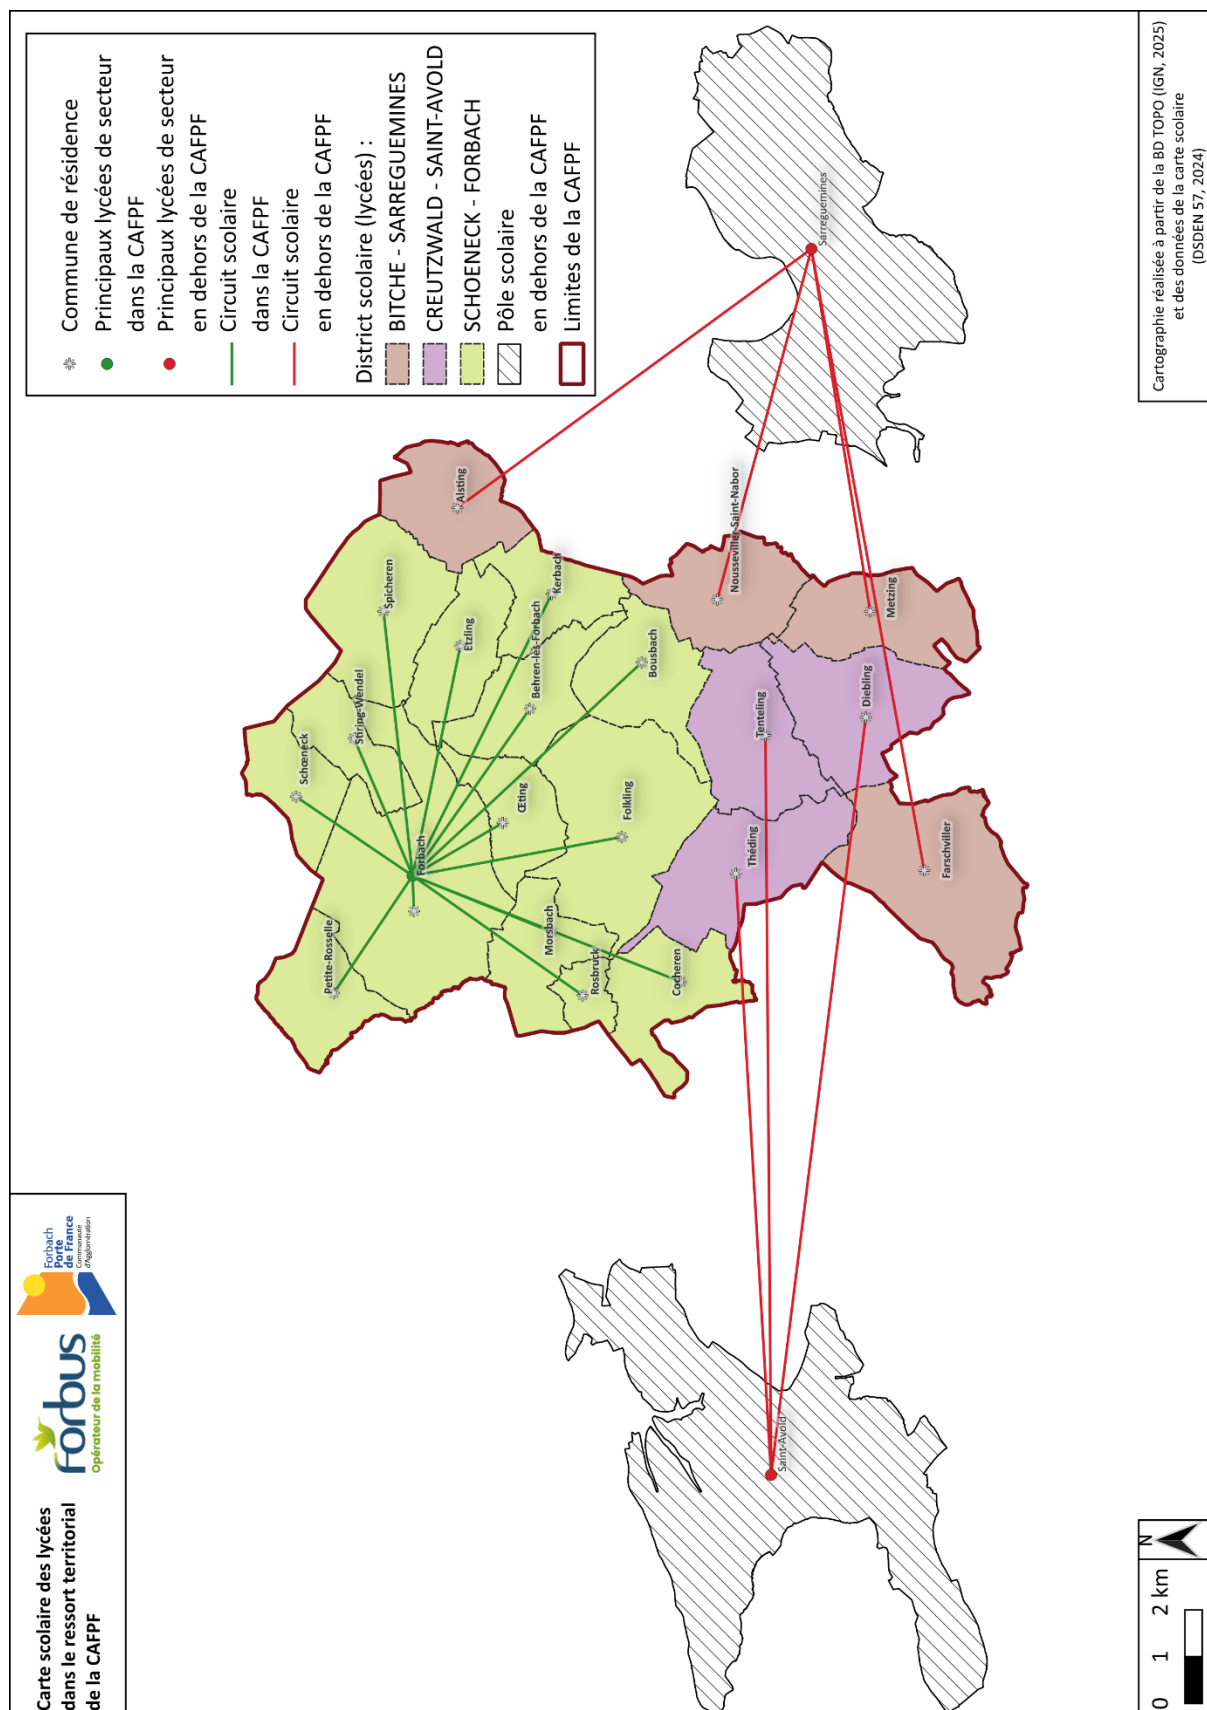 Carte scolaire des lycées
dans le ressort territorial
de la CAFPF
forbus
Opérateur de la mobilité
Forbach
Porte
de France
Communauté
d'Agglomération
Commune de résidence
Principaux lycées de secteur
dans la CAFPF
Principaux lycées de secteur
en dehors de la CAFPF
Circuit scolaire
dans la CAFPF
Circuit scolaire
en dehors de la CAFPF
District scolaire (lycées) :
BITCHE - SARREGUEMINES
CREUTZWALD - SAINT-AVOLD
SCHOENECK - FORBACH
Pôle scolaire
en dehors de la CAFPF
Limites de la CAFPF
Petite-Rosselle
Schœneck
Stiring-Wendel
Spicheren
Forbach
Etzling
Alsting
Œting
Behren-lès-Forbach
Kerbach
Morsbach
Rosbruck
Folkling
Bousbach
Cocheren
Théding
Tenteling
Nousseviller-Saint-Nabor
Diebling
Metzing
Farschviller
Saint-Avold
Sarreguemines
0 1 2 km
N
Cartographie réalisée à partir de la BD TOPO (IGN, 2025)
et des données de la carte scolaire
(DSDEN 57, 2024)